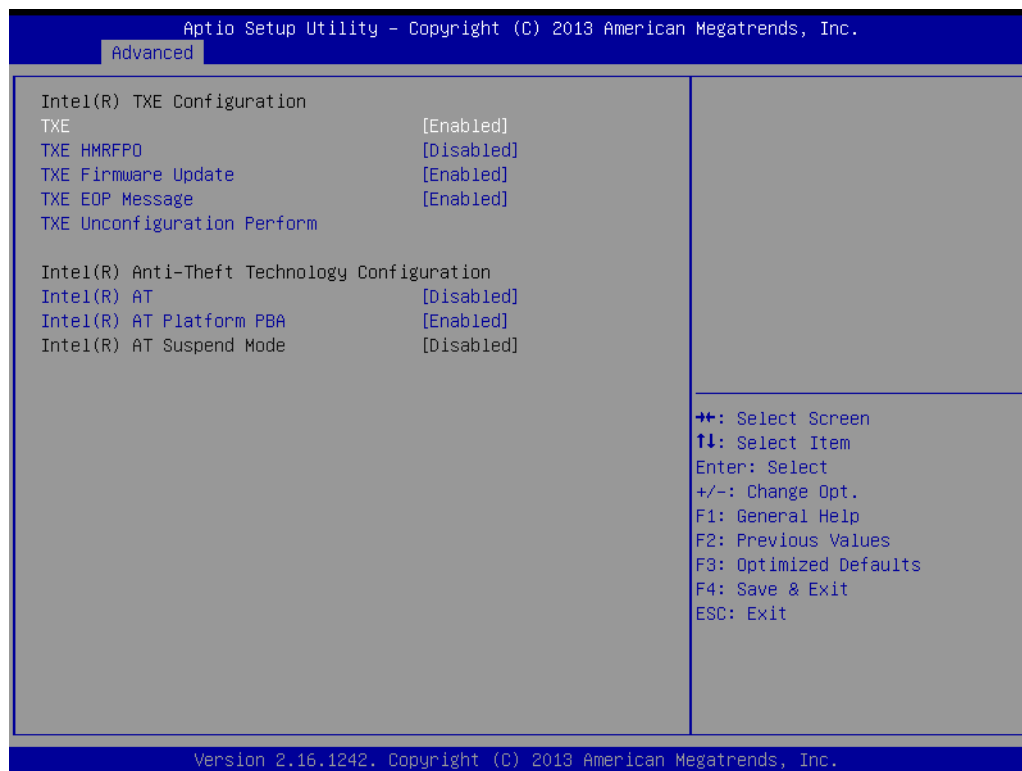 Aptio Setup Utility – Copyright (C) 2013 American Megatrends, Inc.
Advanced
Intel(R) TXE Configuration
TXE [Enabled]
TXE HMRFPO [Disabled]
TXE Firmware Update [Enabled]
TXE EOP Message [Enabled]
TXE Unconfiguration Perform
Intel(R) Anti-Theft Technology Configuration
Intel(R) AT [Disabled]
Intel(R) AT Platform PBA [Enabled]
Intel(R) AT Suspend Mode [Disabled]
→←: Select Screen
↑↓: Select Item
Enter: Select
+/-: Change Opt.
F1: General Help
F2: Previous Values
F3: Optimized Defaults
F4: Save & Exit
ESC: Exit
Version 2.16.1242. Copyright (C) 2013 American Megatrends, Inc.